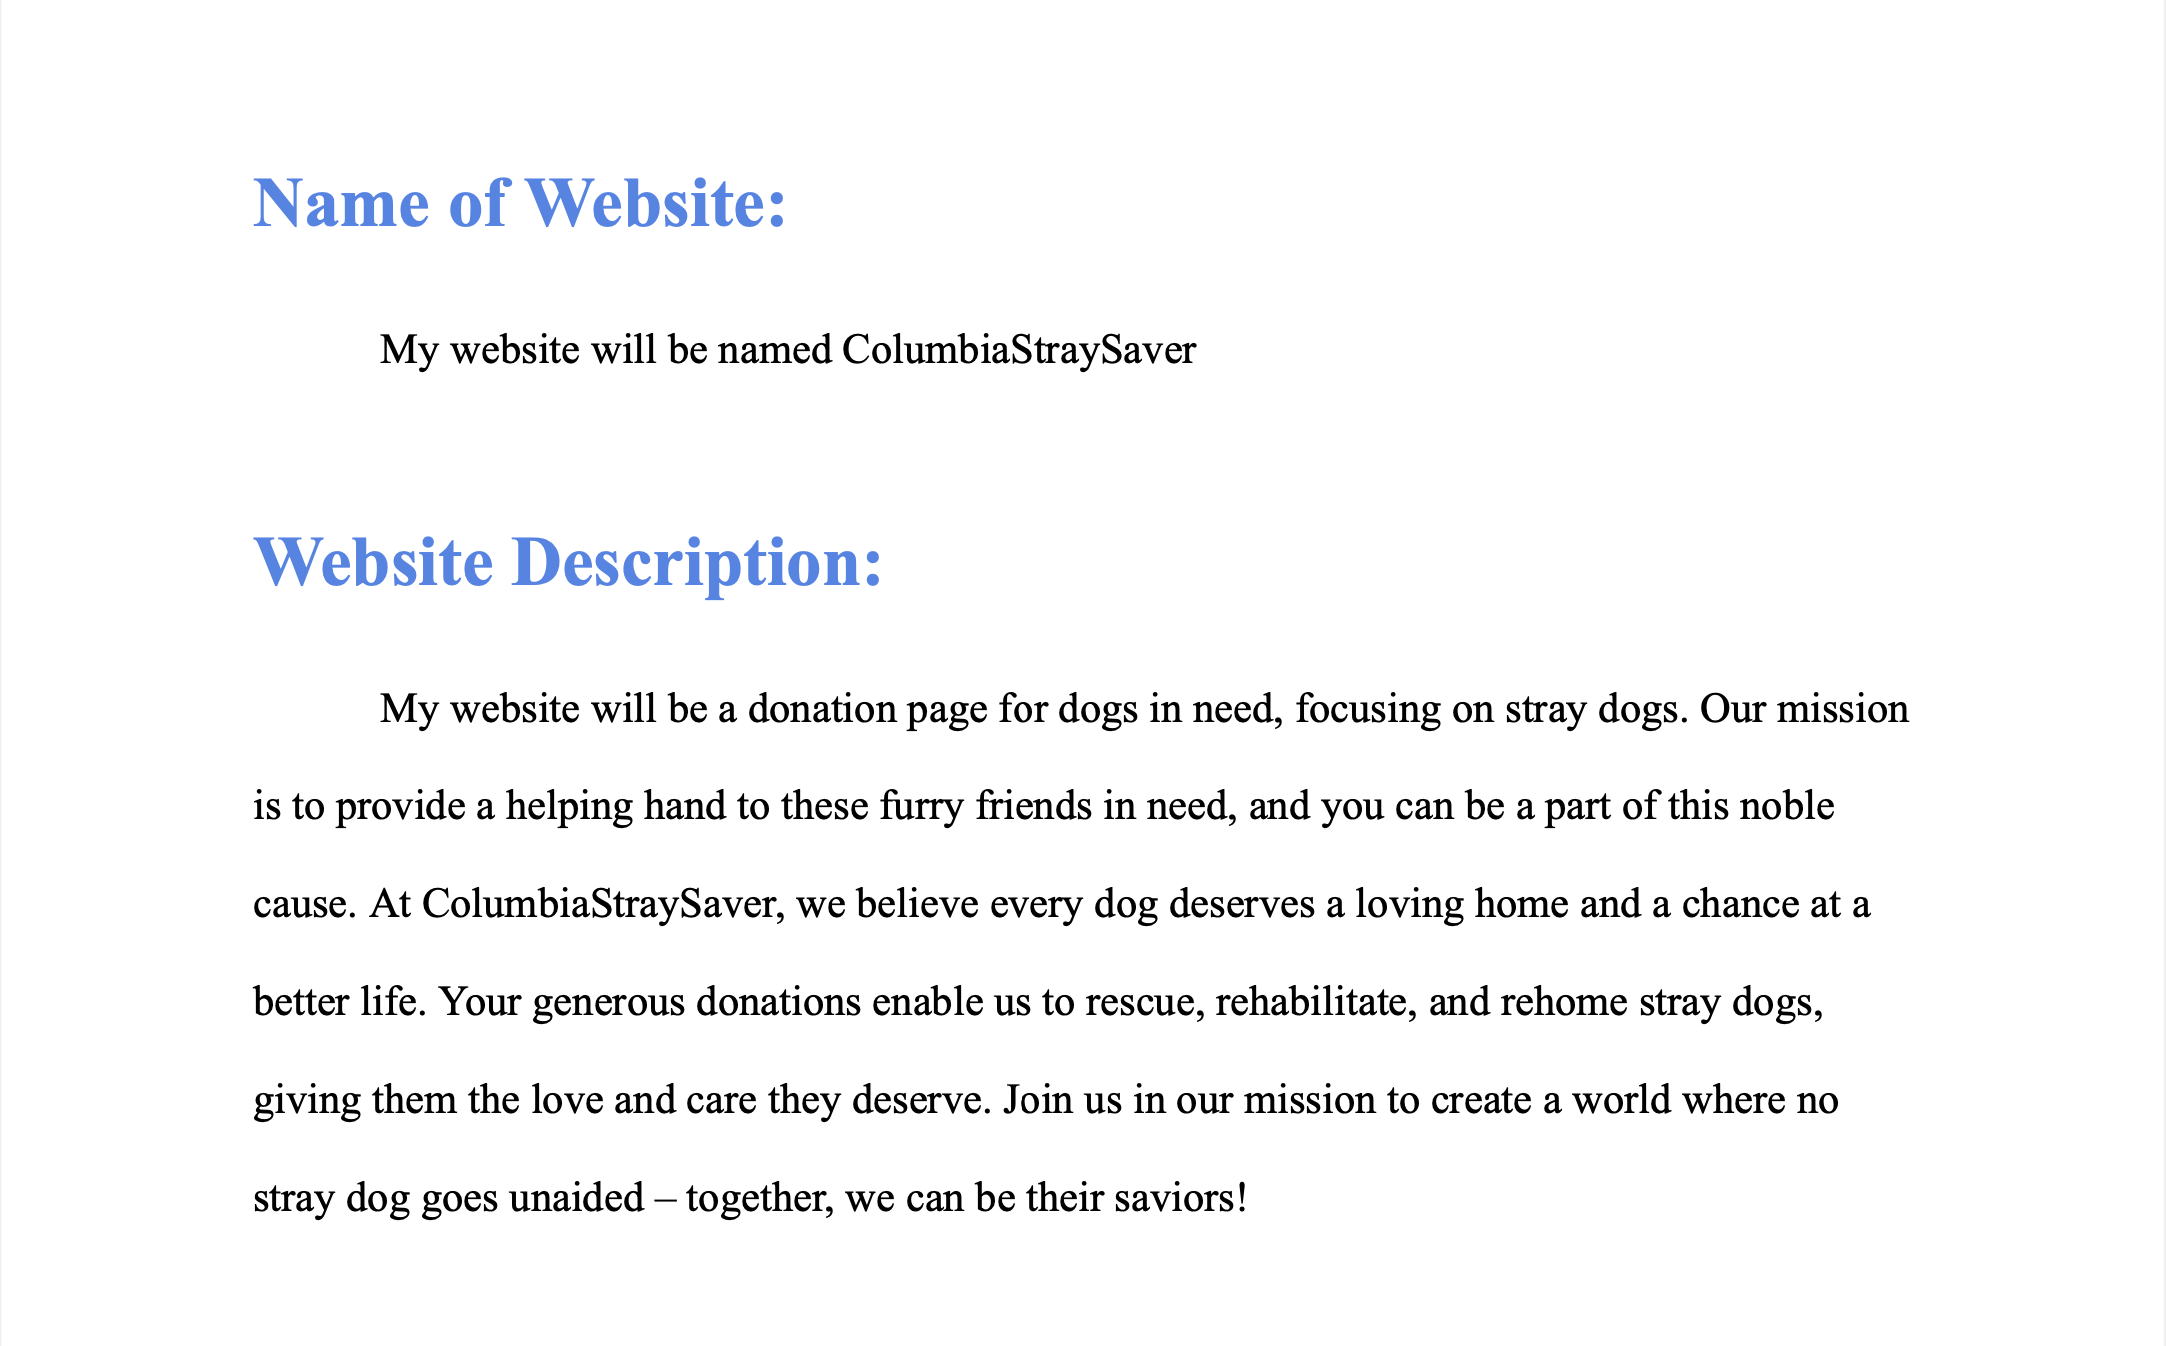 Name of Website:
My website will be named ColumbiaStraySaver
Website Description:
My website will be a donation page for dogs in need, focusing on stray dogs. Our mission
is to provide a helping hand to these furry friends in need, and you can be a part of this noble
cause. At ColumbiaStraySaver, we believe every dog deserves a loving home and a chance at a
better life. Your generous donations enable us to rescue, rehabilitate, and rehome stray dogs,
giving them the love and care they deserve. Join us in our mission to create a world where no
stray dog goes unaided – together, we can be their saviors!